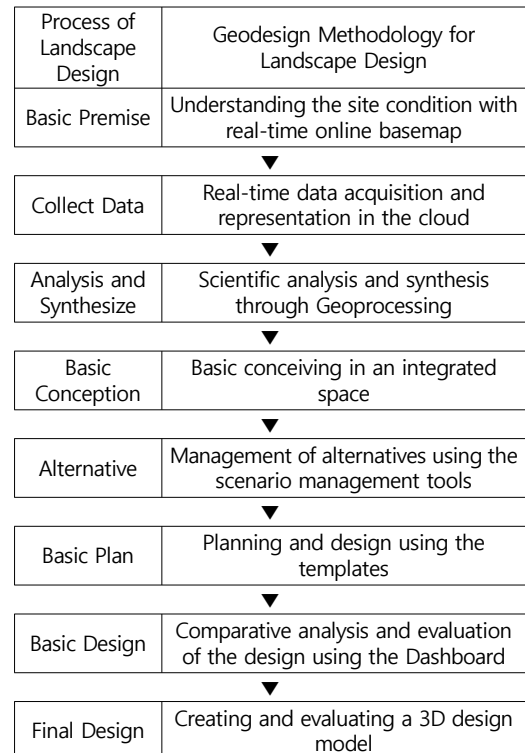 Process of
Landscape
Design
Geodesign Methodology for
Landscape Design
Basic Premise
Understanding the site condition with
real-time online basemap
Collect Data
Real-time data acquisition and
representation in the cloud
Analysis and
Synthesize
Scientific analysis and synthesis
through Geoprocessing
Basic
Conception
Basic conceiving in an integrated
space
Alternative
Management of alternatives using the
scenario management tools
Basic Plan
Planning and design using the
templates
Basic Design
Comparative analysis and evaluation
of the design using the Dashboard
Final Design
Creating and evaluating a 3D design
model